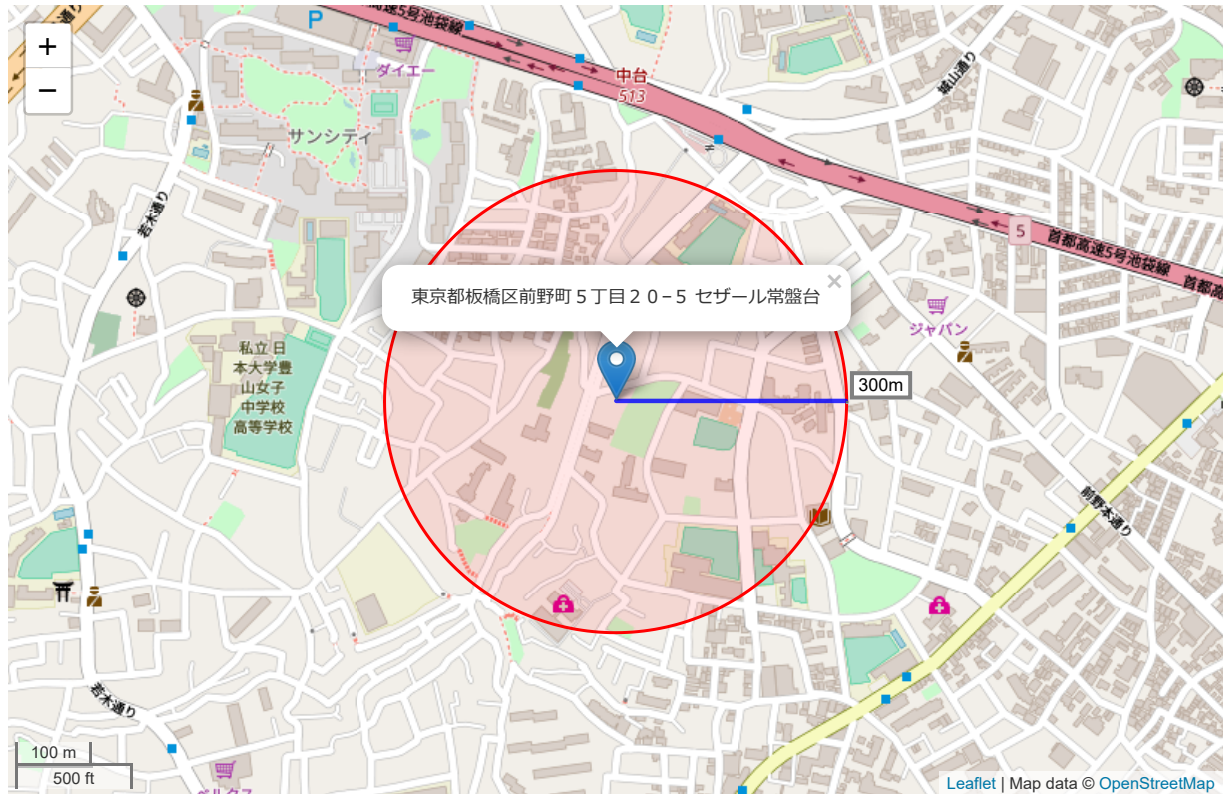 +
−
P
高速5号池袋線
ダイエー
中台
513
城山通り
サンシティ
若木通り
5
首都高速5号池袋線
首都高
東京都板橋区前野町５丁目２０−５ セザール常盤台
×
ジャパン
私立 日
本大学豊
山女子
中学校
高等学校
300m
前野本通り
若木通り
100 m
500 ft
ベルクス
Leaflet | Map data © OpenStreetMap